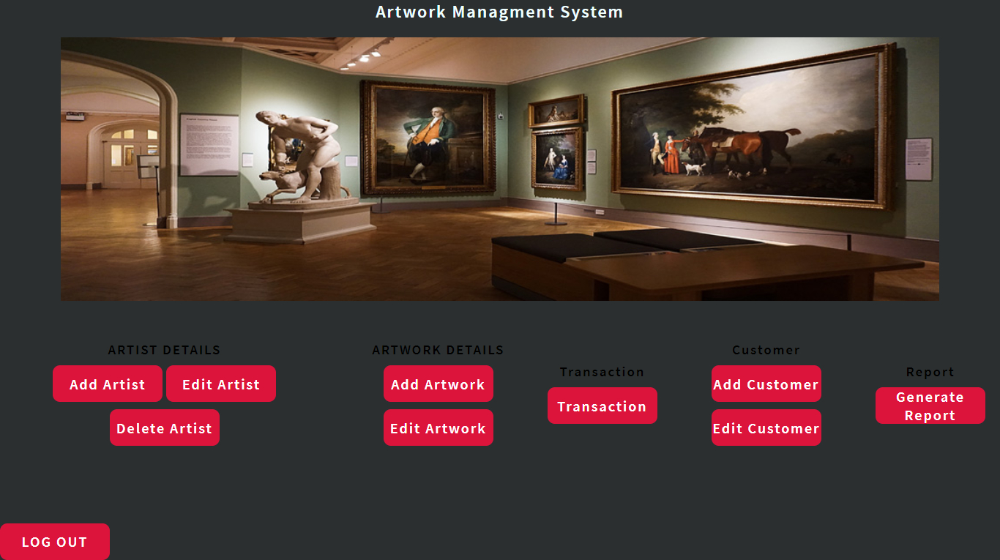 Artwork Managment System
ARTIST DETAILS
Add Artist
Edit Artist
Delete Artist
ARTWORK DETAILS
Add Artwork
Edit Artwork
Transaction
Transaction
Customer
Add Customer
Edit Customer
Report
Generate
Report
LOG OUT